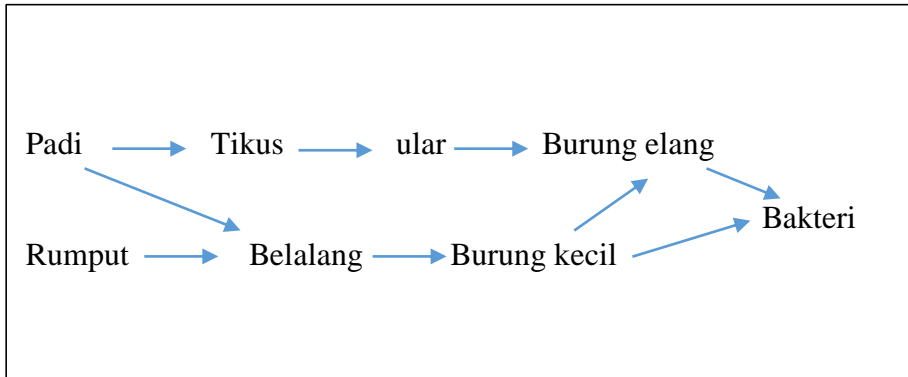 Padi Tikus ular Burung elang
Bakteri
Rumput Belalang Burung kecil